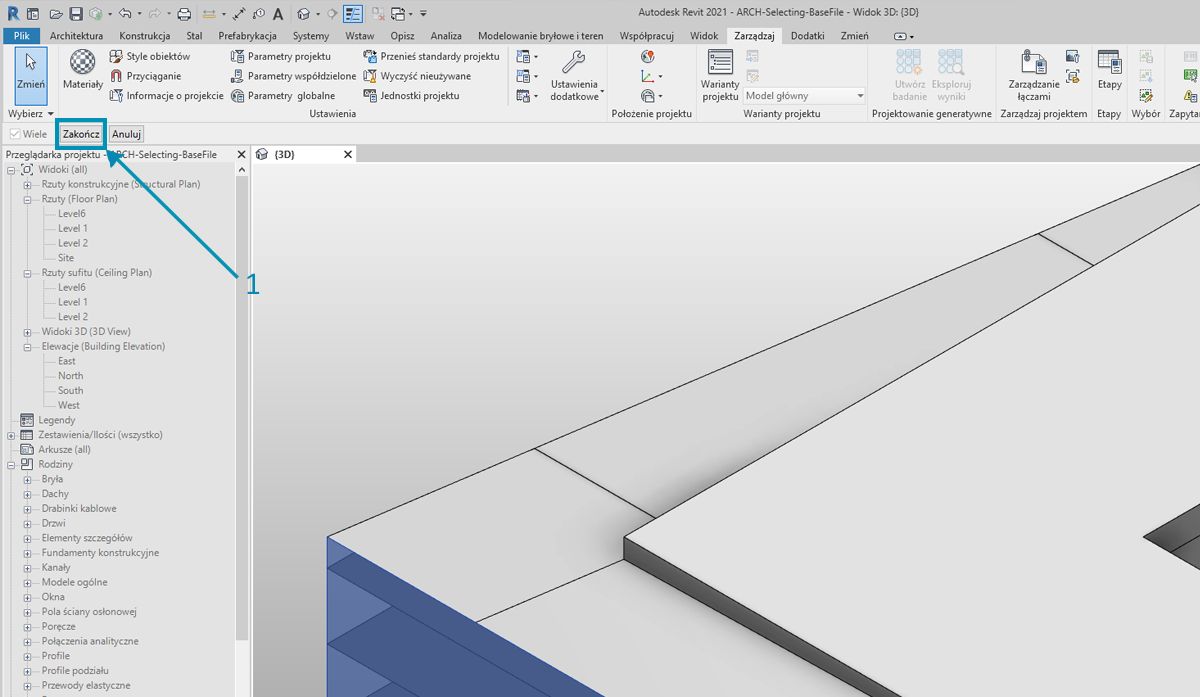 Autodesk Revit 2021 - ARCH-Selecting-BaseFile - Widok 3D: {3D}
Plik Architektura Konstrukcja Stal Prefabrykacja Systemy Wstaw Opisz Analiza Modelowanie bryłowe i teren Współpracuj Widok Zarządzaj Dodatki Zmień
Zmień
Wybierz
Materiały
Style obiektów
Przyciąganie
Informacje o projekcie
Parametry projektu
Parametry współdzielone
Parametry globalne
Przenieś standardy projektu
Wyczyść nieużywane
Jednostki projektu
Ustawienia
dodatkowe
Ustawienia
Położenie projektu
Warianty
projektu
Model główny
Warianty projektu
Utwórz
badanie
Eksploruj
wyniki
Projektowanie generatywne
Zarządzanie
łączami
Zarządzaj projektem
Etapy
Etapy
Wybór
Zapytaj
Wiele Zakończ Anuluj
Przeglądarka projektu - ARCH-Selecting-BaseFile
{3D}
Widoki (all)
Rzuty konstrukcyjne (Structural Plan)
Rzuty (Floor Plan)
Level6
Level 1
Level 2
Site
Rzuty sufitu (Ceiling Plan)
Level6
Level 1
Level 2
Widoki 3D (3D View)
Elewacje (Building Elevation)
East
North
South
West
Legendy
Zestawienia/Ilości (wszystko)
Arkusze (all)
Rodziny
Bryła
Dachy
Drabinki kablowe
Drzwi
Elementy szczegółów
Fundamenty konstrukcyjne
Kanały
Modele ogólne
Okna
Pola ściany osłonowej
Poręcze
Połączenia analityczne
Profile
Profile podziału
Przewody elastyczne
1